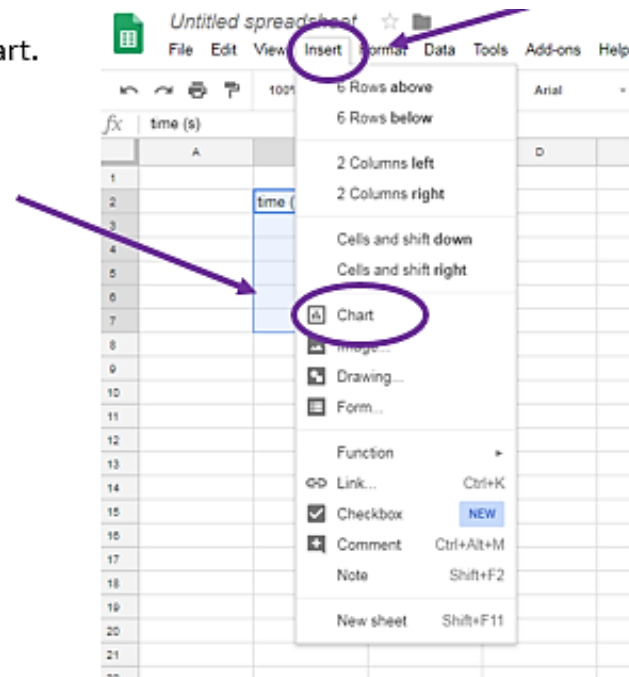 art.
Untitled spreadsheet
File Edit View Insert Format Data Tools Add-ons Help
100% Arial
fx time (s)
A D
1
2 time (
3
4
5
6
7
8
9
10
11
12
13
14
15
16
17
18
19
20
21
6 Rows above
6 Rows below
2 Columns left
2 Columns right
Cells and shift down
Cells and shift right
Chart
Image...
Drawing...
Form...
Function
Link... Ctrl+K
Checkbox NEW
Comment Ctrl+Alt+M
Note Shift+F2
New sheet Shift+F11